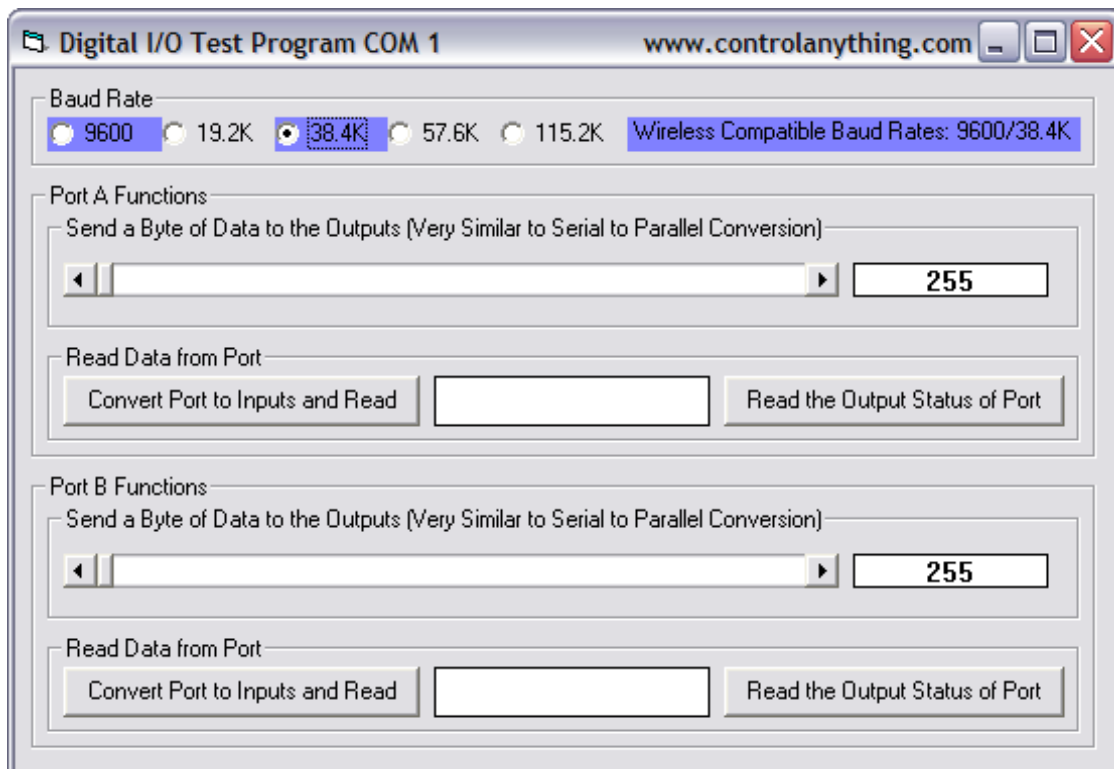 Digital I/O Test Program COM 1 www.controlanything.com
Baud Rate
9600 19.2K 38.4K 57.6K 115.2K Wireless Compatible Baud Rates: 9600/38.4K
Port A Functions
Send a Byte of Data to the Outputs (Very Similar to Serial to Parallel Conversion)
255
Read Data from Port
Convert Port to Inputs and Read Read the Output Status of Port
Port B Functions
Send a Byte of Data to the Outputs (Very Similar to Serial to Parallel Conversion)
255
Read Data from Port
Convert Port to Inputs and Read Read the Output Status of Port